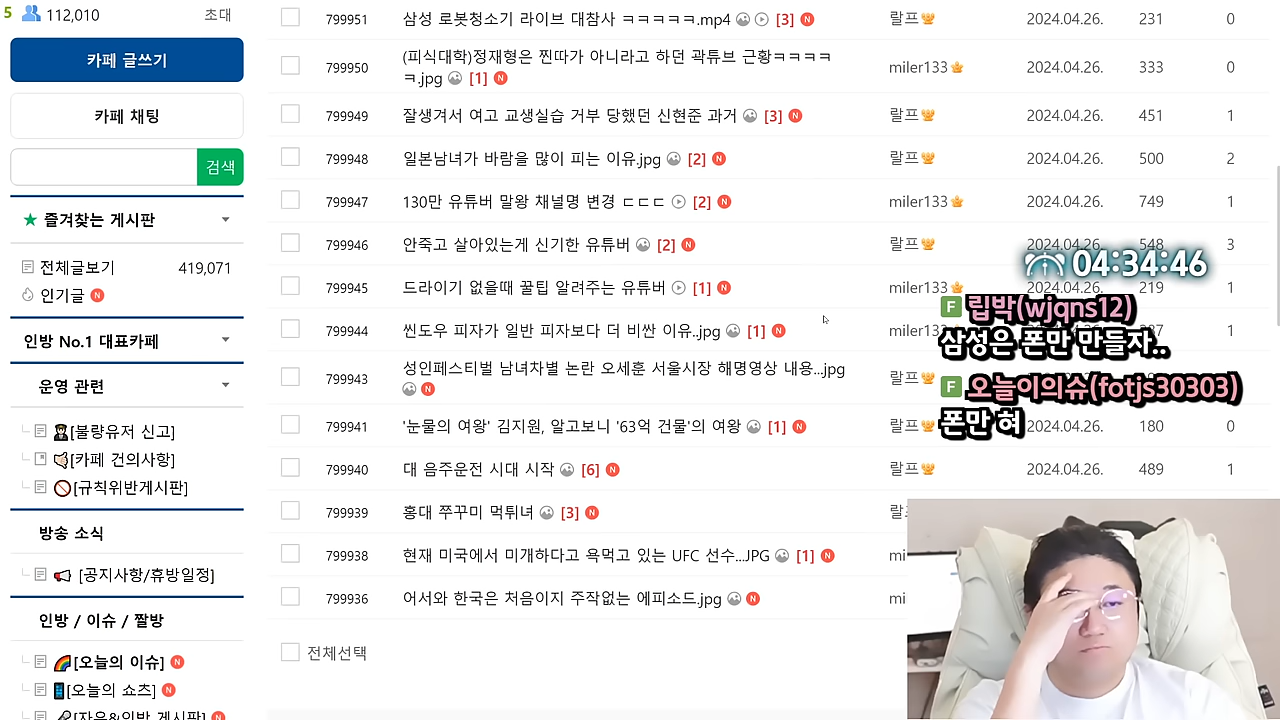 5 112,010 초대
카페 글쓰기
카페 채팅
검색
★ 즐겨찾는 게시판
전체글보기 419,071
인기글 N
인방 No.1 대표카페
운영 관련
[불량유저 신고]
[카페 건의사항]
[규칙위반게시판]
방송 소식
[공지사항/휴방일정]
인방 / 이슈 / 짤방
[오늘의 이슈] N
[오늘의 쇼츠] N
[자유&인방 게시판] N
799951 삼성 로봇청소기 라이브 대참사 ㅋㅋㅋㅋㅋ.mp4 [3] N 랄프 2024.04.26. 231 0
799950 (피식대학)정재형은 찐따가 아니라고 하던 곽튜브 근황ㅋㅋㅋㅋ
ㅋ.jpg [1] N miler133 2024.04.26. 333 0
799949 잘생겨서 여고 교생실습 거부 당했던 신현준 과거 [3] N 랄프 2024.04.26. 451 1
799948 일본남녀가 바람을 많이 피는 이유.jpg [2] N 랄프 2024.04.26. 500 2
799947 130만 유튜버 말왕 채널명 변경 ㄷㄷㄷ [2] N miler133 2024.04.26. 749 1
799946 안죽고 살아있는게 신기한 유튜버 [2] N 랄프 2024.04.26. 548 3
04:34:46
799945 드라이기 없을때 꿀팁 알려주는 유튜버 [1] N miler133 2024.04.26. 219 1
F 립박(wjqns12)
799944 씬도우 피자가 일반 피자보다 더 비싼 이유..jpg [1] N miler133 1
삼성은 폰만 만들자..
799943 성인페스티벌 남녀차별 논란 오세훈 서울시장 해명영상 내용...jpg
N 랄프
F 오늘이의슈(fotjs30303)
폰만 혀
799941 '눈물의 여왕' 김지원, 알고보니 '63억 건물'의 여왕 [1] N 랄프 2024.04.26. 180 0
799940 대 음주운전 시대 시작 [6] N 랄프 2024.04.26. 489 1
799939 홍대 쭈꾸미 먹튀녀 [3] N 랄
799938 현재 미국에서 미개하다고 욕먹고 있는 UFC 선수...JPG [1] N mi
799936 어서와 한국은 처음이지 주작없는 에피소드.jpg N mi
전체선택